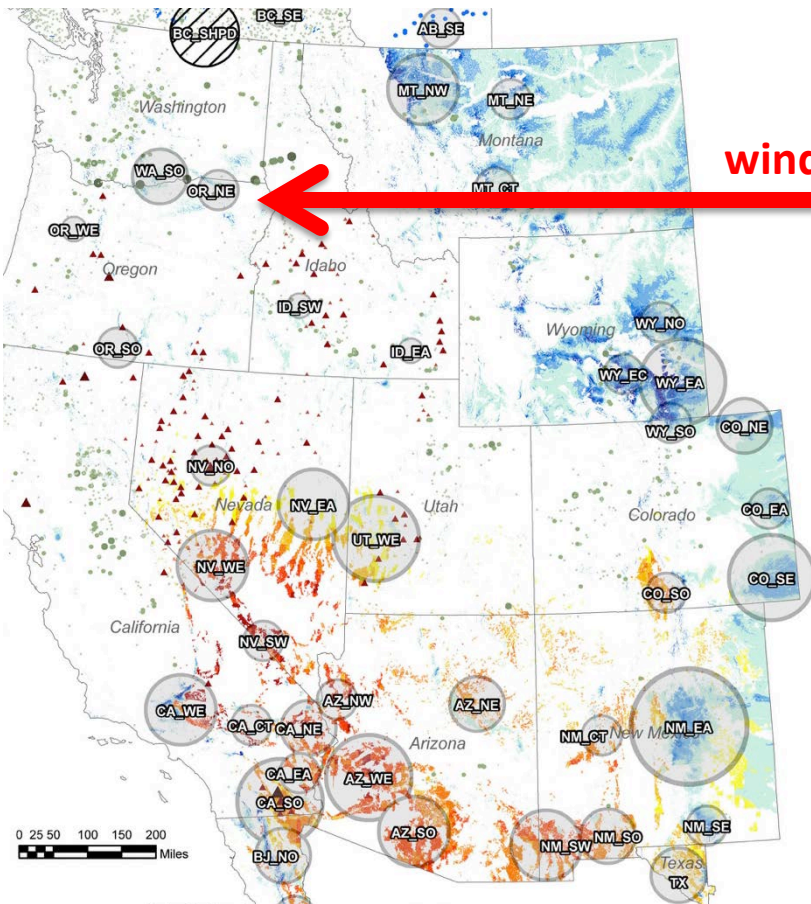 BC_SE
BC_SHPD
AB_SE
MT_NW
MT_NE
Washington
Montana
wind
WA_SO
OR_NE
MT_CT
OR_WE
Oregon
Idaho
ID_SW
WY_NO
Wyoming
OR_SO
ID_EA
WY_EC
WY_EA
WY_SO
CO_NE
NV_NO
Nevada
NV_EA
Utah
CO_EA
Colorado
UT_WE
NV_WE
CO_SE
CO_SO
California
NV_SW
AZ_NW
CA_WE
AZ_NE
CA_CT
CA_NE
NM_CT
New Mexico
NM_EA
Arizona
CA_EA
AZ_WE
CA_SO
AZ_SO
NM_SE
NM_SO
NM_SW
0 25 50 100 150 200
Miles
BJ_NO
Texas
TX